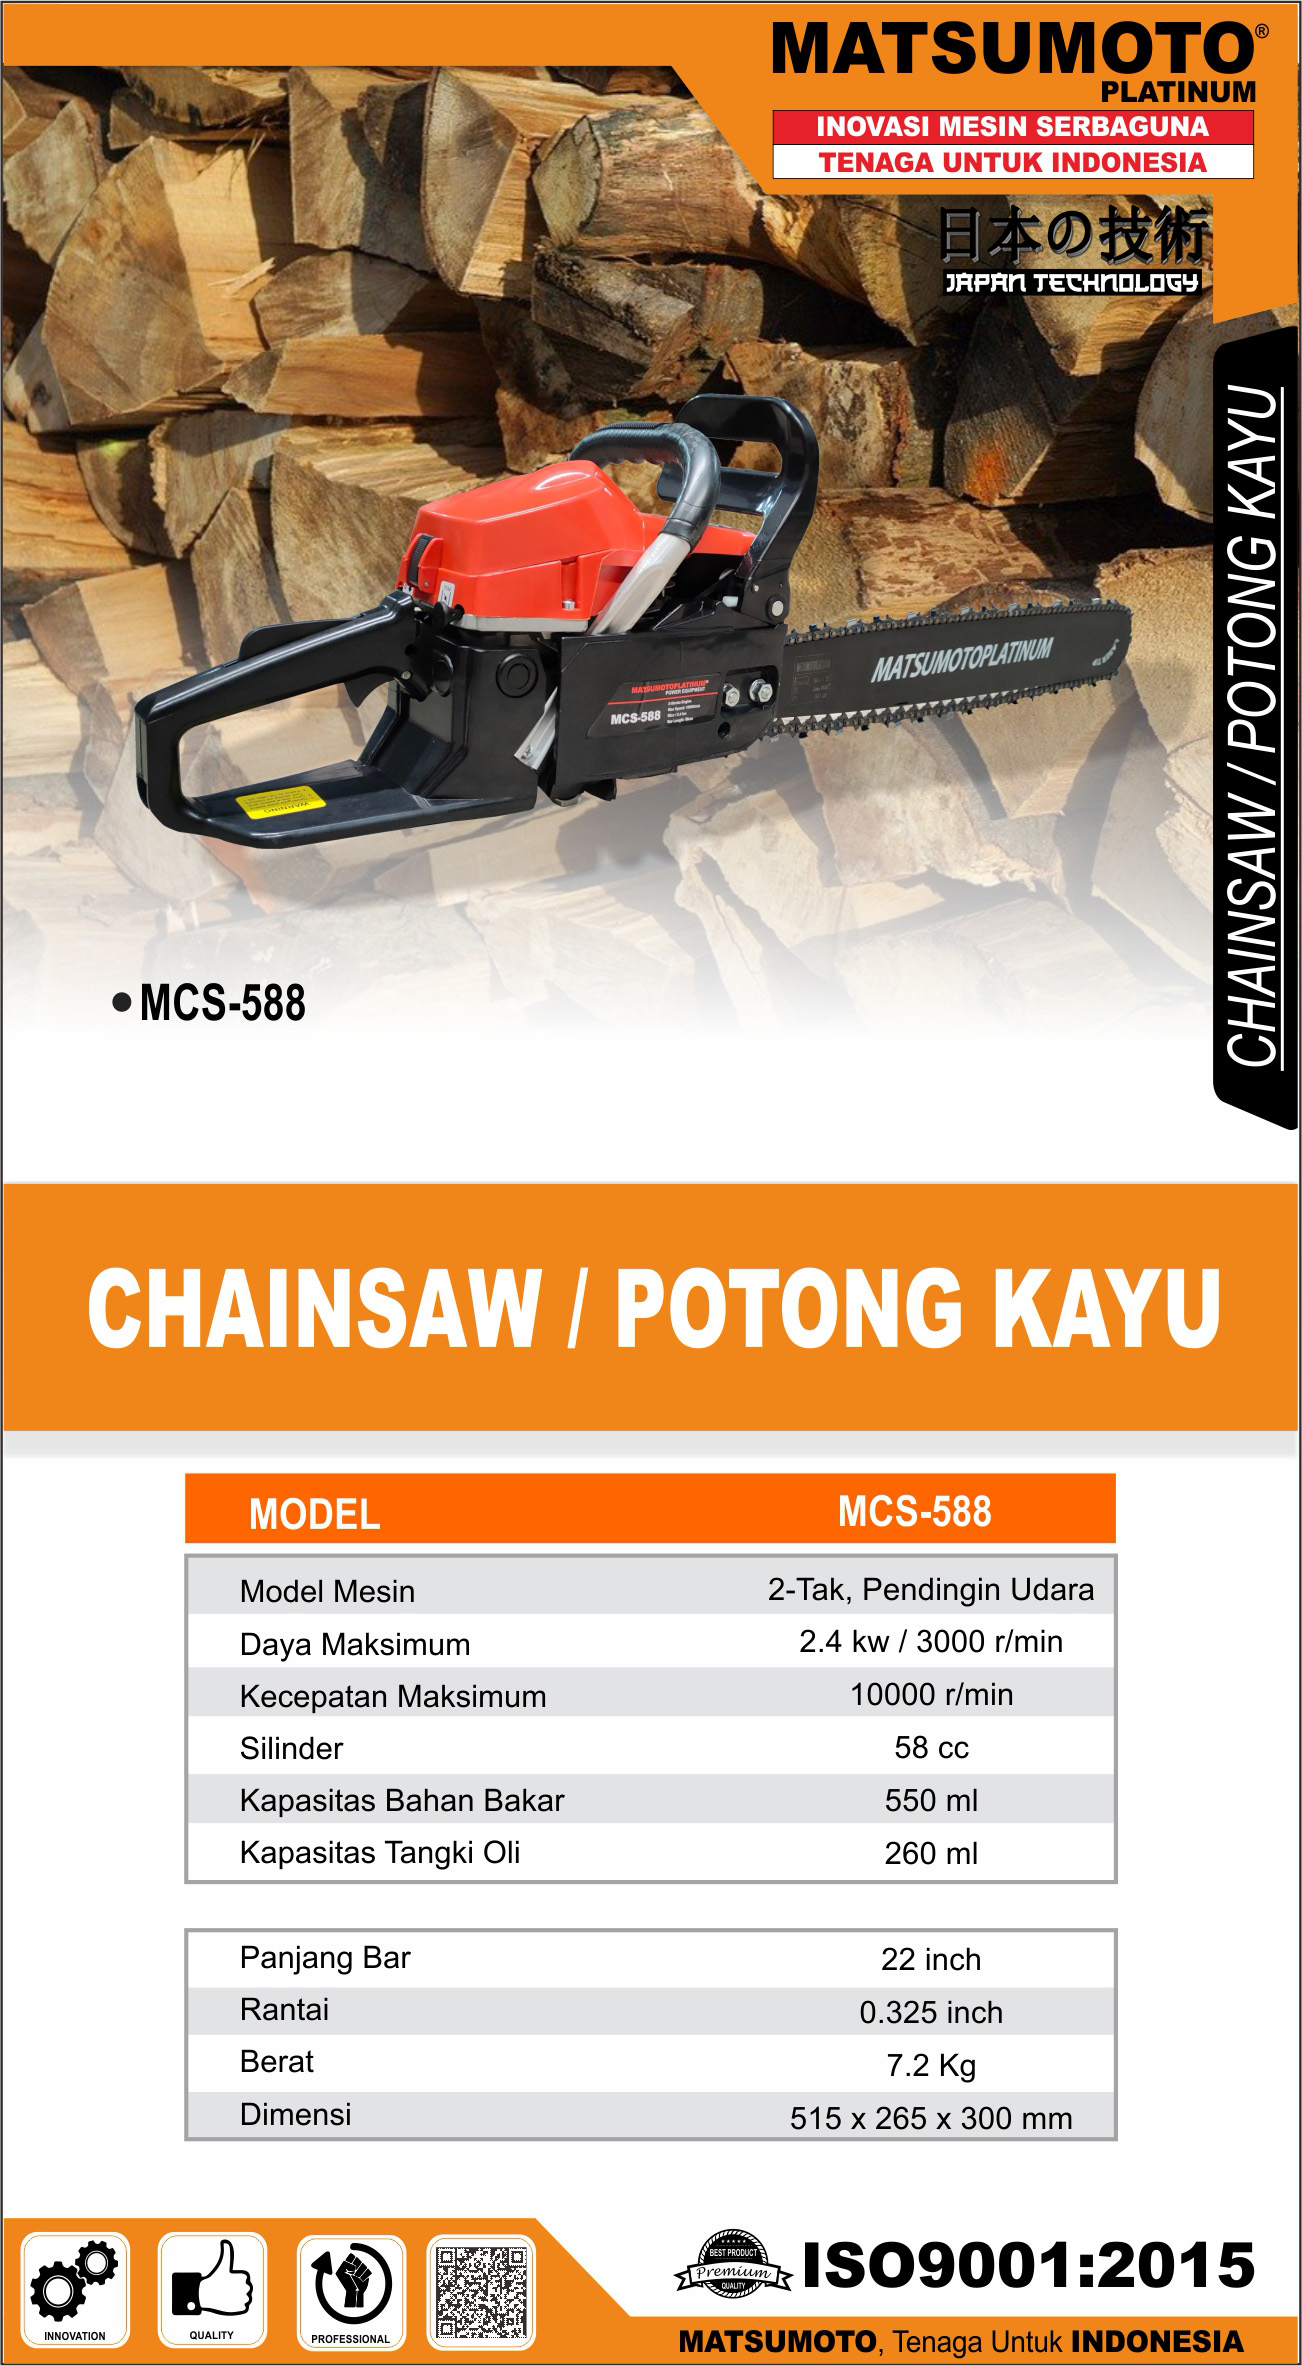 MATSUMOTO®
PLATINUM
INOVASI MESIN SERBAGUNA
TENAGA UNTUK INDONESIA
日本の技術
JAPAN TECHNOLOGY
CHAINSAW / POTONG KAYU
MATSUMOTOPLATINUM
MATSUMOTOPLATINUM
POWER EQUIPMENT
MCS-588
WARNING
• MCS-588
CHAINSAW / POTONG KAYU
MODEL MCS-588
Model Mesin 2-Tak, Pendingin Udara
Daya Maksimum 2.4 kw / 3000 r/min
Kecepatan Maksimum 10000 r/min
Silinder 58 cc
Kapasitas Bahan Bakar 550 ml
Kapasitas Tangki Oli 260 ml
Panjang Bar 22 inch
Rantai 0.325 inch
Berat 7.2 Kg
Dimensi 515 x 265 x 300 mm
INNOVATION
QUALITY
PROFESSIONAL
BEST PRODUCT
Premium
QUALITY
ISO9001:2015
MATSUMOTO, Tenaga Untuk INDONESIA